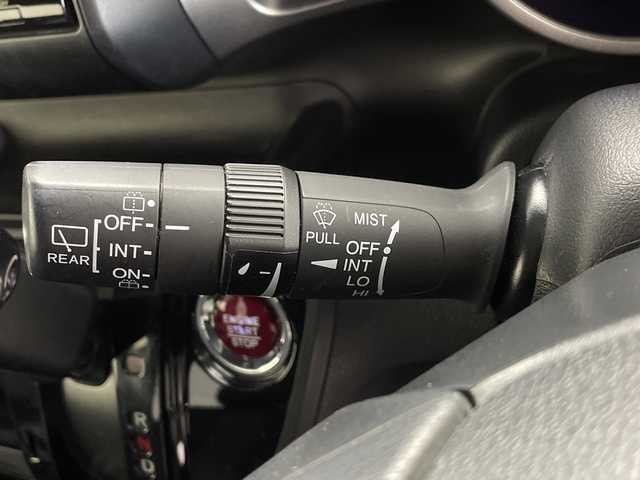 OFF
INT
ON
REAR
MIST
PULL
OFF
INT
LO
HI
ENGINE
START
STOP
R
N
D